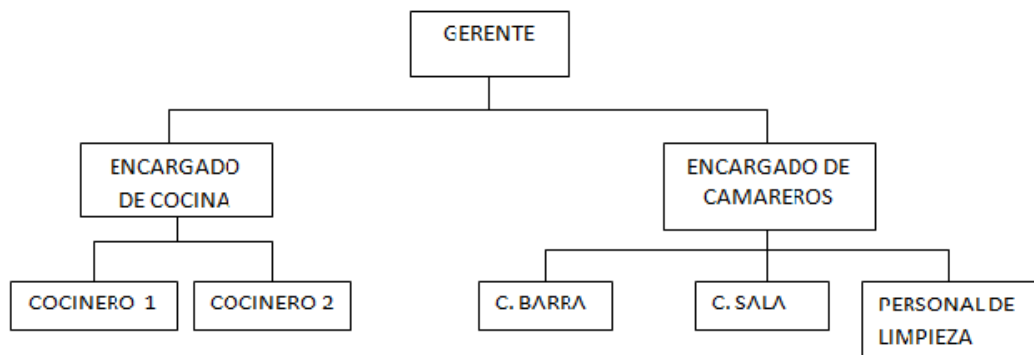 GERENTE
ENCARGADO
DE COCINA
ENCARGADO DE
CAMAREROS
COCINERO 1
COCINERO 2
C. BARRA
C. SALA
PERSONAL DE
LIMPIEZA